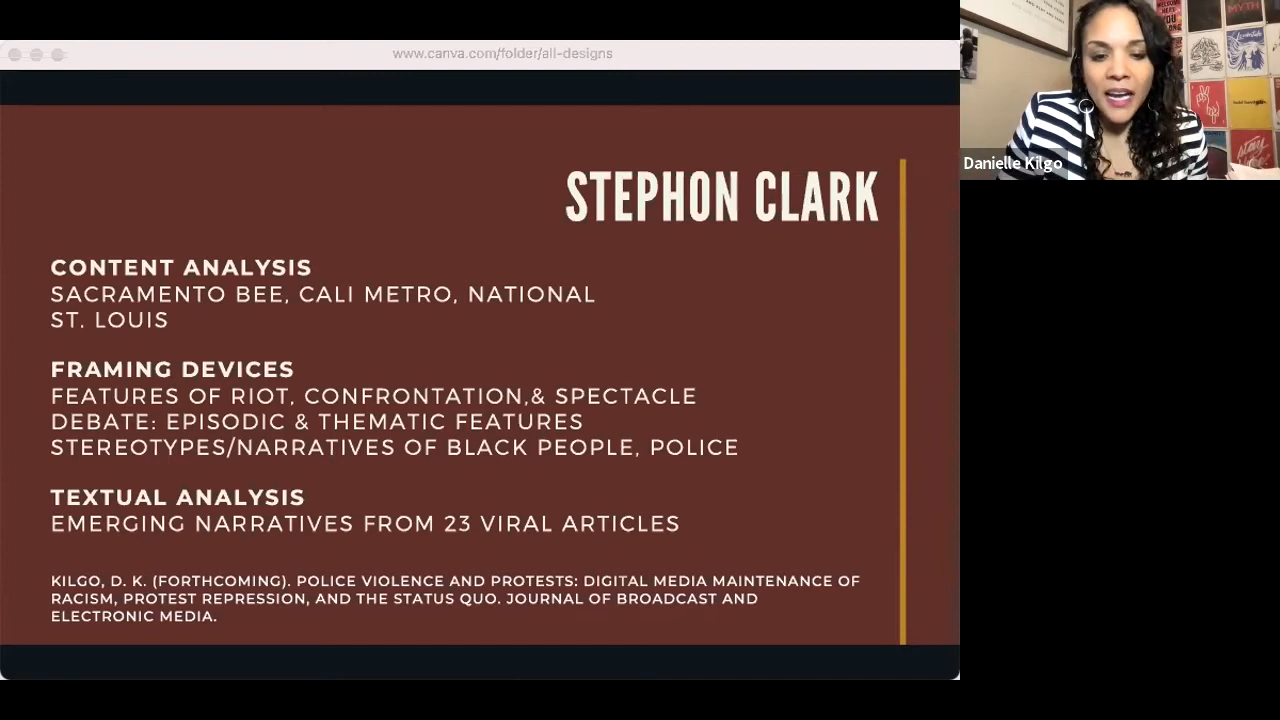 www.canva.com/folder/all-designs
STEPHON CLARK
CONTENT ANALYSIS
SACRAMENTO BEE, CALI METRO, NATIONAL
ST. LOUIS
FRAMING DEVICES
FEATURES OF RIOT, CONFRONTATION,& SPECTACLE
DEBATE: EPISODIC & THEMATIC FEATURES
STEREOTYPES/NARRATIVES OF BLACK PEOPLE, POLICE
TEXTUAL ANALYSIS
EMERGING NARRATIVES FROM 23 VIRAL ARTICLES
KILGO, D. K. (FORTHCOMING). POLICE VIOLENCE AND PROTESTS: DIGITAL MEDIA MAINTENANCE OF
RACISM, PROTEST REPRESSION, AND THE STATUS QUO. JOURNAL OF BROADCAST AND
ELECTRONIC MEDIA.
Danielle Kilgo
MYTH